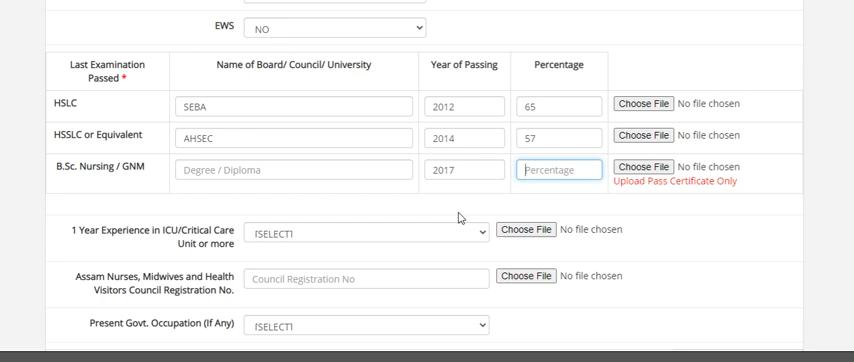 EWS
NO
Last Examination
Passed *
Name of Board/ Council/ University
Year of Passing
Percentage
HSLC
SEBA
2012
65
Choose File No file chosen
HSSLC or Equivalent
AHSEC
2014
57
Choose File No file chosen
B.Sc. Nursing / GNM
Degree / Diploma
2017
Percentage
Choose File No file chosen
Upload Pass Certificate Only
1 Year Experience in ICU/Critical Care
Unit or more
[SELECT]
Choose File No file chosen
Assam Nurses, Midwives and Health
Visitors Council Registration No.
Council Registration No
Choose File No file chosen
Present Govt. Occupation (If Any)
[SELECT]